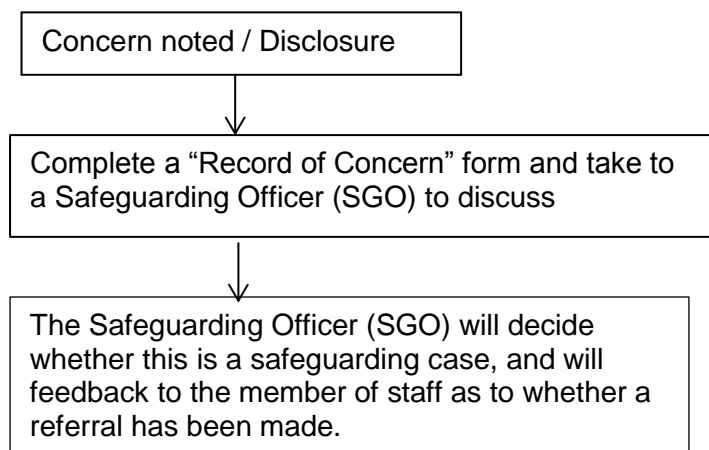 Concern noted / Disclosure
Complete a “Record of Concern” form and take to
a Safeguarding Officer (SGO) to discuss
The Safeguarding Officer (SGO) will decide
whether this is a safeguarding case, and will
feedback to the member of staff as to whether a
referral has been made.